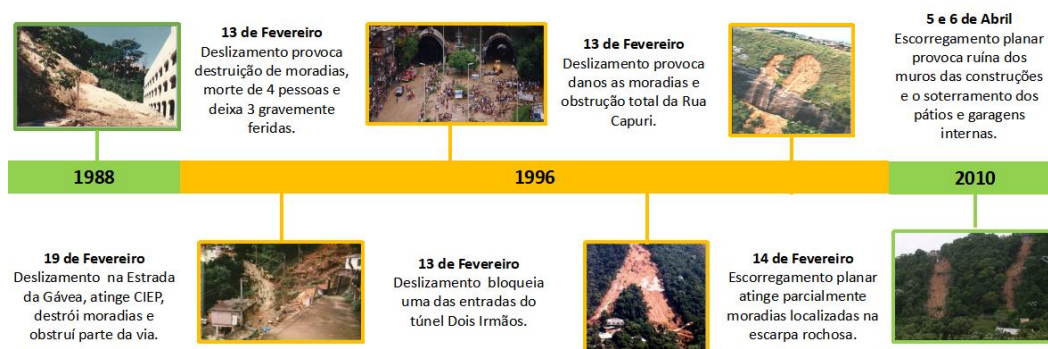 13 de Fevereiro
Deslizamento provoca
destruição de moradias,
morte de 4 pessoas e
deixa 3 gravemente
feridas.
13 de Fevereiro
Deslizamento provoca
danos as moradias e
obstrução total da Rua
Capuri.
5 e 6 de Abril
Escorregamento planar
provoca ruína dos
muros das construções
e o soterramento dos
pátios e garagens
internas.
1988
1996
2010
19 de Fevereiro
Deslizamento na Estrada
da Gávea, atinge CIEP,
destrói moradias e
obstruí parte da via.
13 de Fevereiro
Deslizamento bloqueia
uma das entradas do
túnel Dois Irmãos.
14 de Fevereiro
Escorregamento planar
atinge parcialmente
moradias localizadas na
escarpa rochosa.